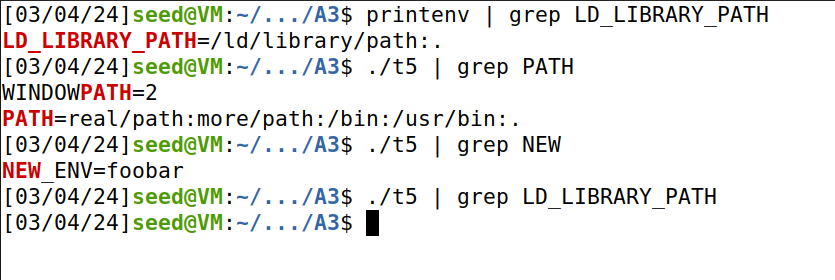 [03/04/24]seed@VM:~/.../A3$ printenv | grep LD_LIBRARY_PATH
LD_LIBRARY_PATH=/ld/library/path:.
[03/04/24]seed@VM:~/.../A3$ ./t5 | grep PATH
WINDOWPATH=2
PATH=real/path:more/path:/bin:/usr/bin:.
[03/04/24]seed@VM:~/.../A3$ ./t5 | grep NEW
NEW_ENV=foobar
[03/04/24]seed@VM:~/.../A3$ ./t5 | grep LD_LIBRARY_PATH
[03/04/24]seed@VM:~/.../A3$